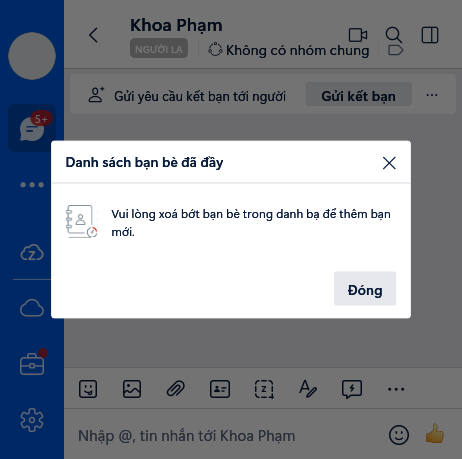 Khoa Phạm
NGƯỜI LẠ
Không có nhóm chung
5+
Gửi yêu cầu kết bạn tới người
Gửi kết bạn
Danh sách bạn bè đã đầy
Vui lòng xoá bớt bạn bè trong danh bạ để thêm bạn
mới.
Đóng
Z
Z
Nhập @, tin nhắn tới Khoa Phạm